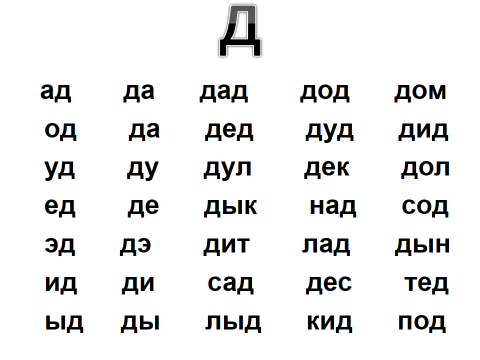 Д
ад да дад дод дом
од да дед дуд дид
уд ду дул дек дол
ед де дык над сод
эд дэ дит лад дын
ид ди сад дес тед
ыд ды лыд кид под